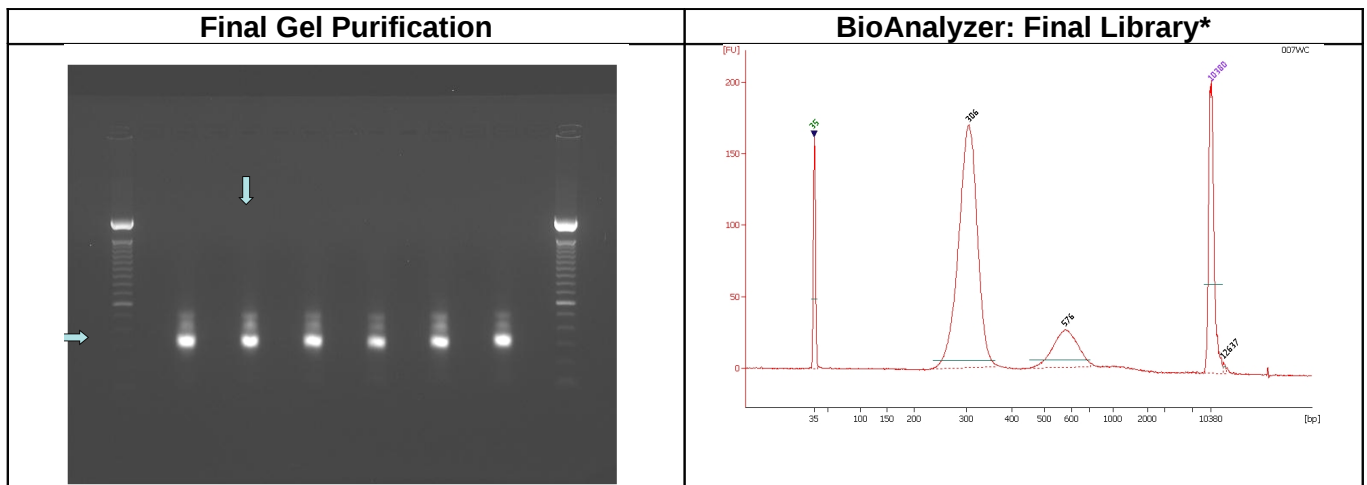 Final Gel Purification
BioAnalyzer: Final Library*
[FU]
007WC
200
150
100
50
0
35
306
576
10380
12637
35 100 150 200 300 400 500 600 1000 2000 10380 [bp]